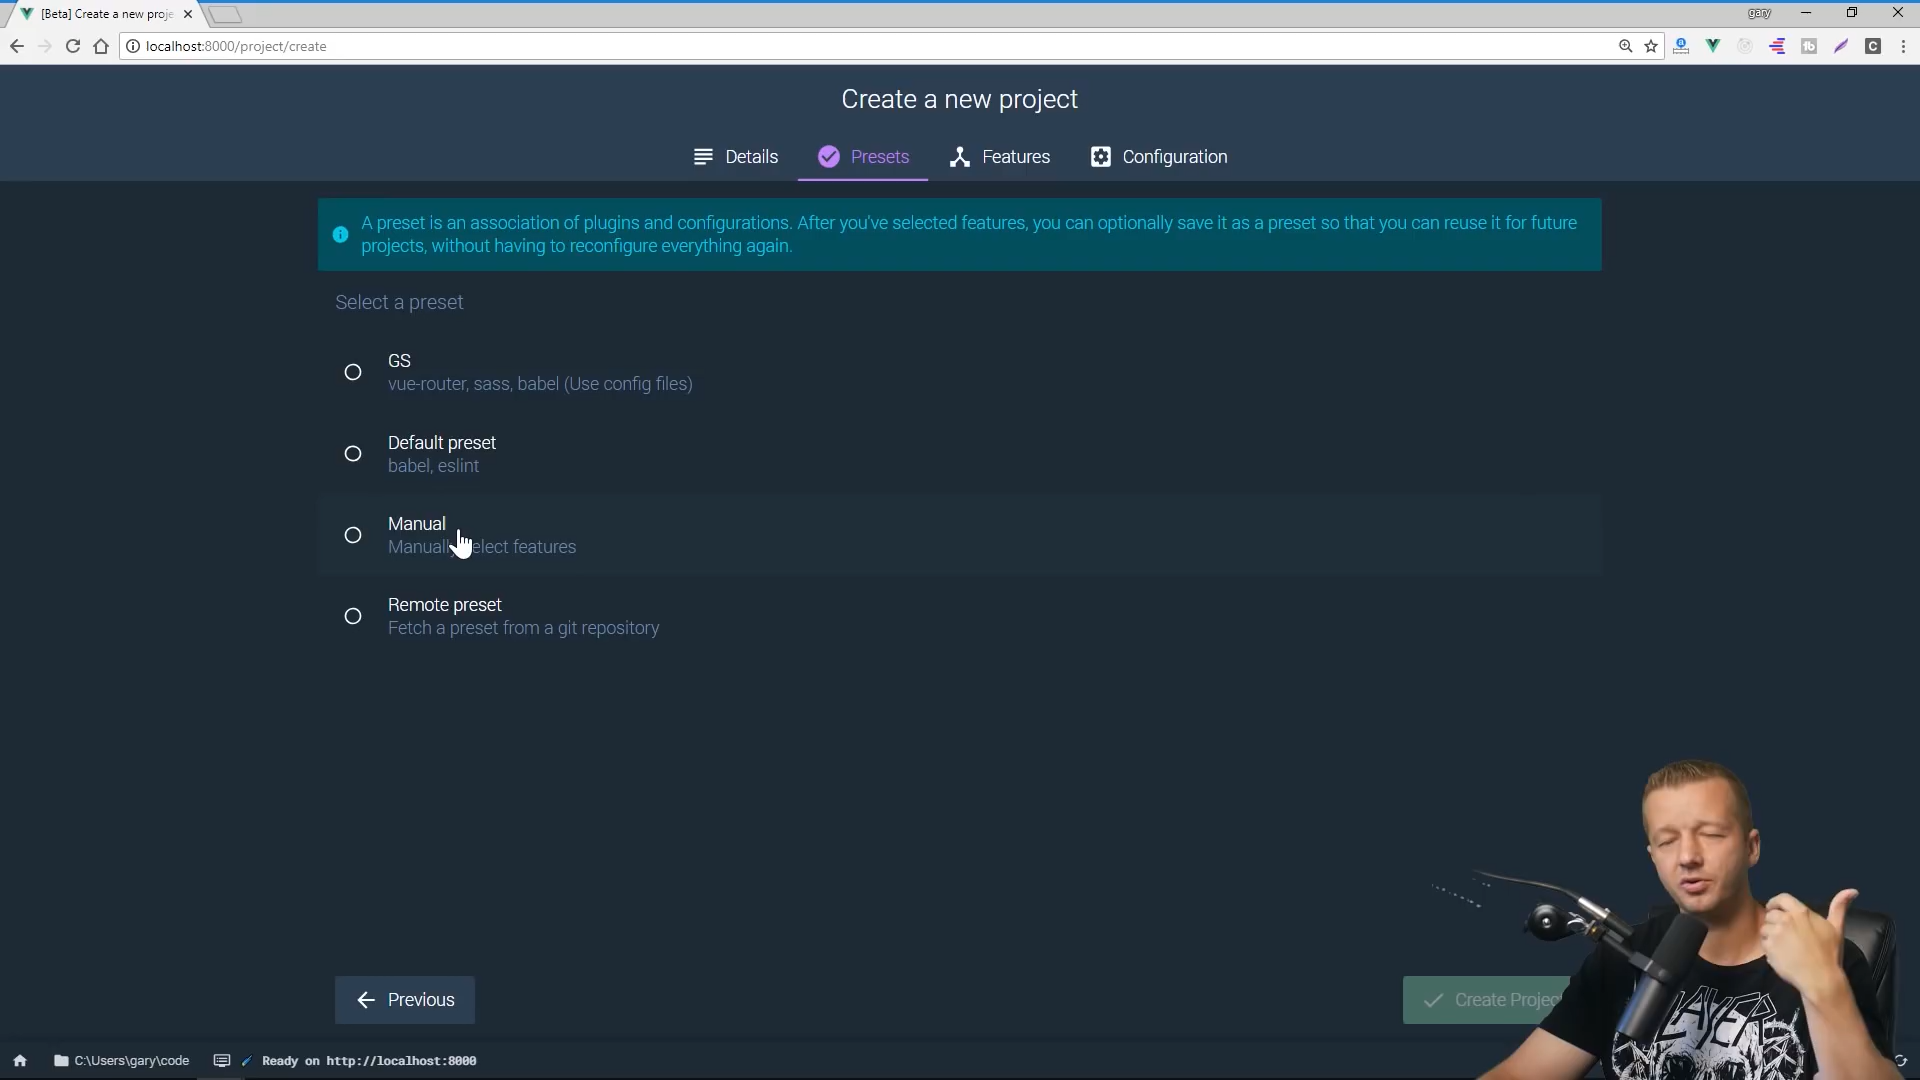 [Beta] Create a new proje
gary
localhost:8000/project/create
Create a new project
Details
Presets
Features
Configuration
A preset is an association of plugins and configurations. After you've selected features, you can optionally save it as a preset so that you can reuse it for future
projects, without having to reconfigure everything again.
Select a preset
GS
vue-router, sass, babel (Use config files)
Default preset
babel, eslint
Manual
Manually select features
Remote preset
Fetch a preset from a git repository
Previous
Create Projec
SLAYER
C:\Users\gary\code
Ready on http://localhost:8000